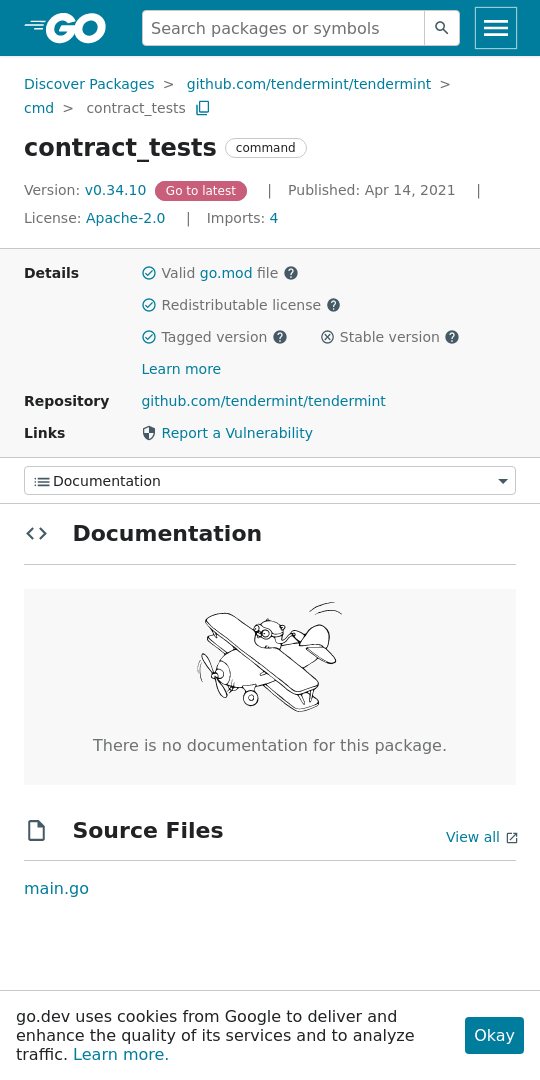 GO
Search packages or symbols
Discover Packages > github.com/tendermint/tendermint >
cmd > contract_tests
contract_tests command
Version: v0.34.10 Go to latest | Published: Apr 14, 2021 |
License: Apache-2.0 | Imports: 4
Details Valid go.mod file
Redistributable license
Tagged version Stable version
Learn more
Repository github.com/tendermint/tendermint
Links Report a Vulnerability
Documentation
Documentation
There is no documentation for this package.
Source Files View all
main.go
go.dev uses cookies from Google to deliver and
enhance the quality of its services and to analyze
traffic. Learn more.
Okay